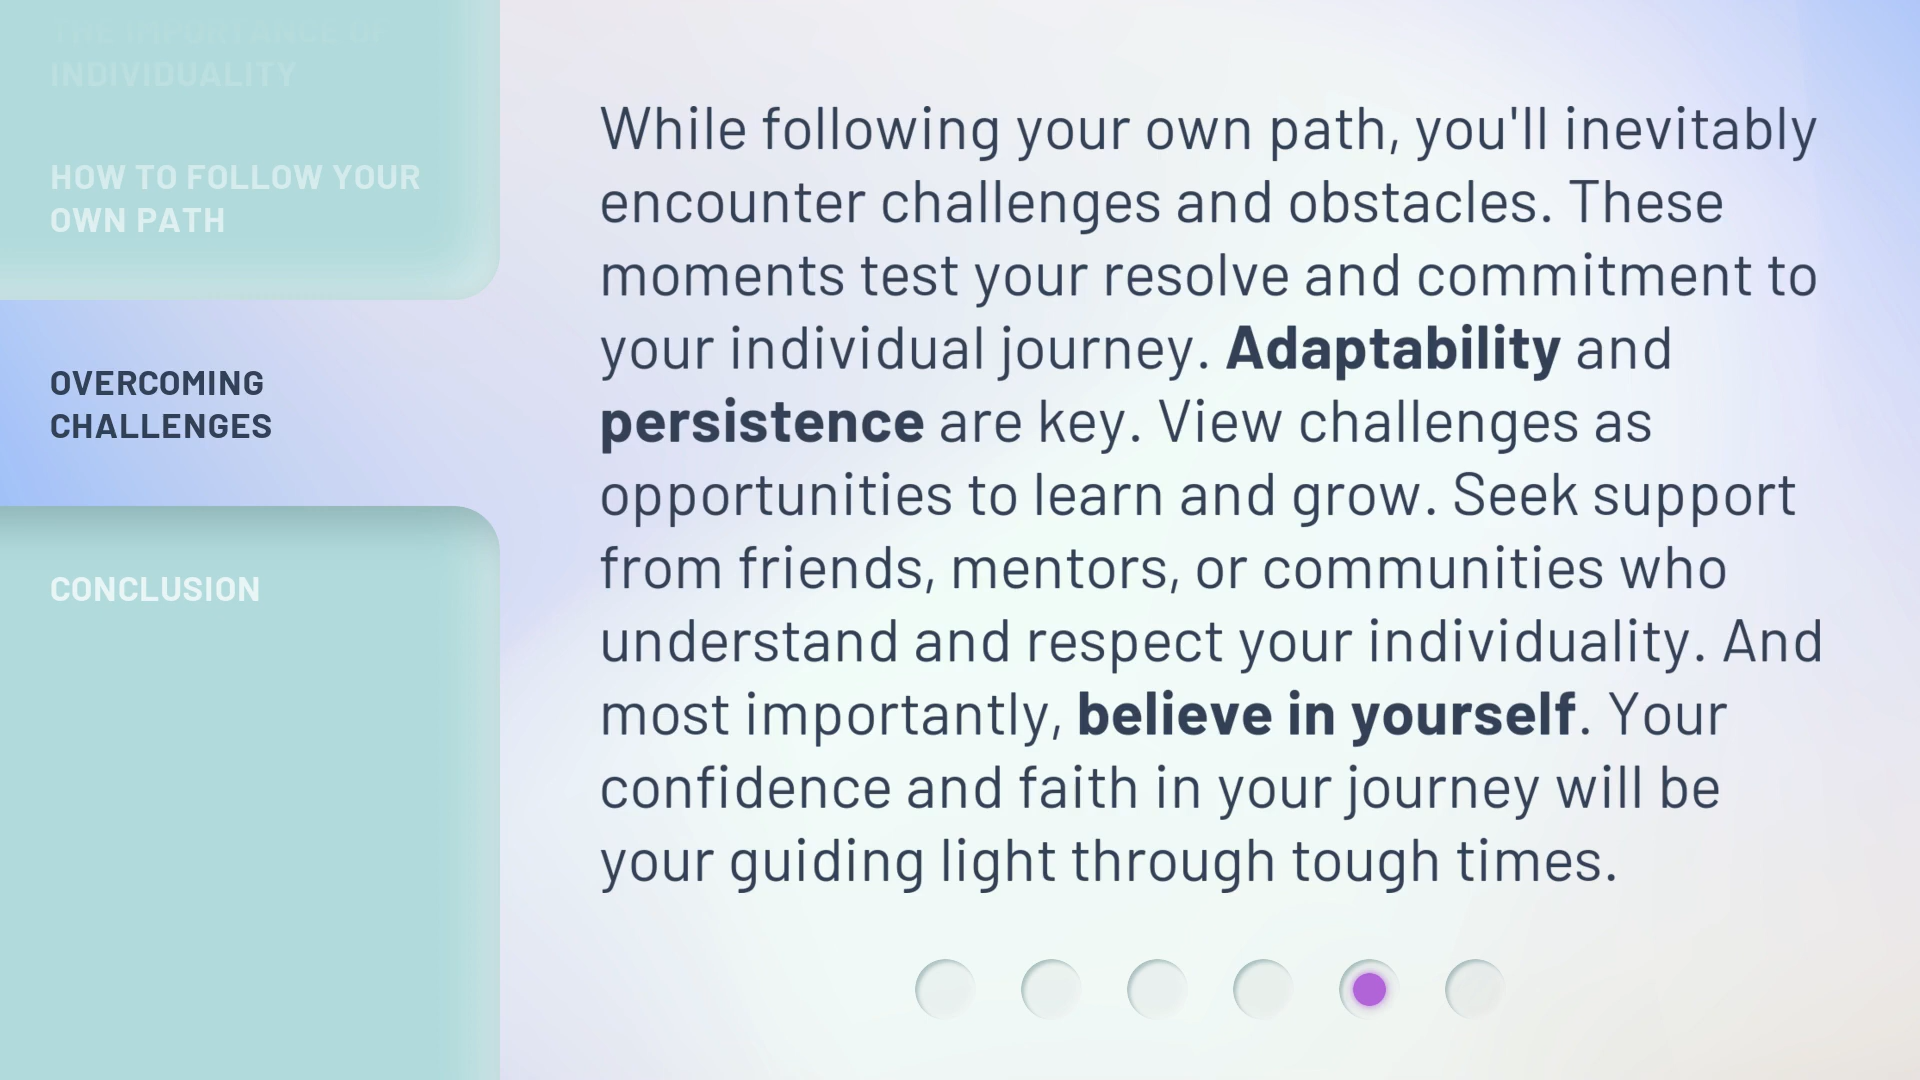 THE IMPORTANCE OF
INDIVIDUALITY
HOW TO FOLLOW YOUR
OWN PATH
OVERCOMING
CHALLENGES
CONCLUSION
While following your own path, you'll inevitably
encounter challenges and obstacles. These
moments test your resolve and commitment to
your individual journey. Adaptability and
persistence are key. View challenges as
opportunities to learn and grow. Seek support
from friends, mentors, or communities who
understand and respect your individuality. And
most importantly, believe in yourself. Your
confidence and faith in your journey will be
your guiding light through tough times.